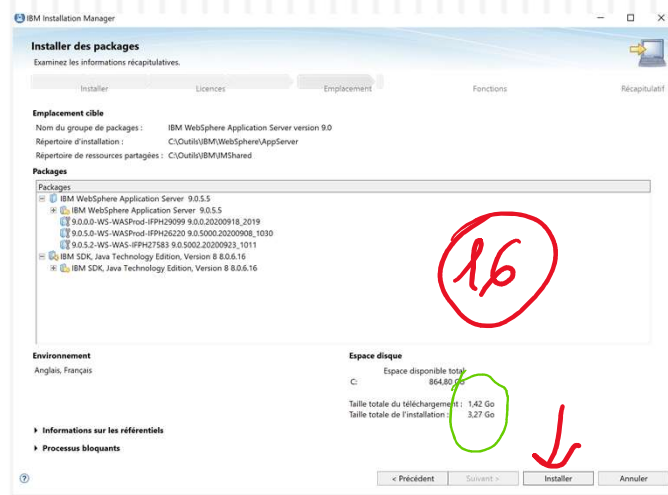 IBM Installation Manager
Installer des packages
Examinez les informations récapitulatives.
Installer Licences Emplacement Fonctions Récapitulatif
Emplacement cible
Nom du groupe de packages : IBM WebSphere Application Server version 9.0
Répertoire d'installation : C:\Outils\IBM\WebSphere\AppServer
Répertoire de ressources partagées : C:\Outils\IBM\IMShared
Packages
Packages
IBM WebSphere Application Server 9.0.5.5
IBM WebSphere Application Server 9.0.5.5
9.0.0.0-WS-WASProd-IFPH29099 9.0.0.20200918_2019
9.0.5.0-WS-WASProd-IFPH26220 9.0.5000.20200908_1030
9.0.5.2-WS-WAS-IFPH27583 9.0.5002.20200923_1011
IBM SDK, Java Technology Edition, Version 8 8.0.6.16
IBM SDK, Java Technology Edition, Version 8 8.0.6.16
16
Environnement
Anglais, Français
Espace disque
Espace disponible total
C: 864,80 Go
Taille totale du téléchargement : 1,42 Go
Taille totale de l'installation : 3,27 Go
Informations sur les référentiels
Processus bloquants
? < Précédent Suivant > Installer Annuler